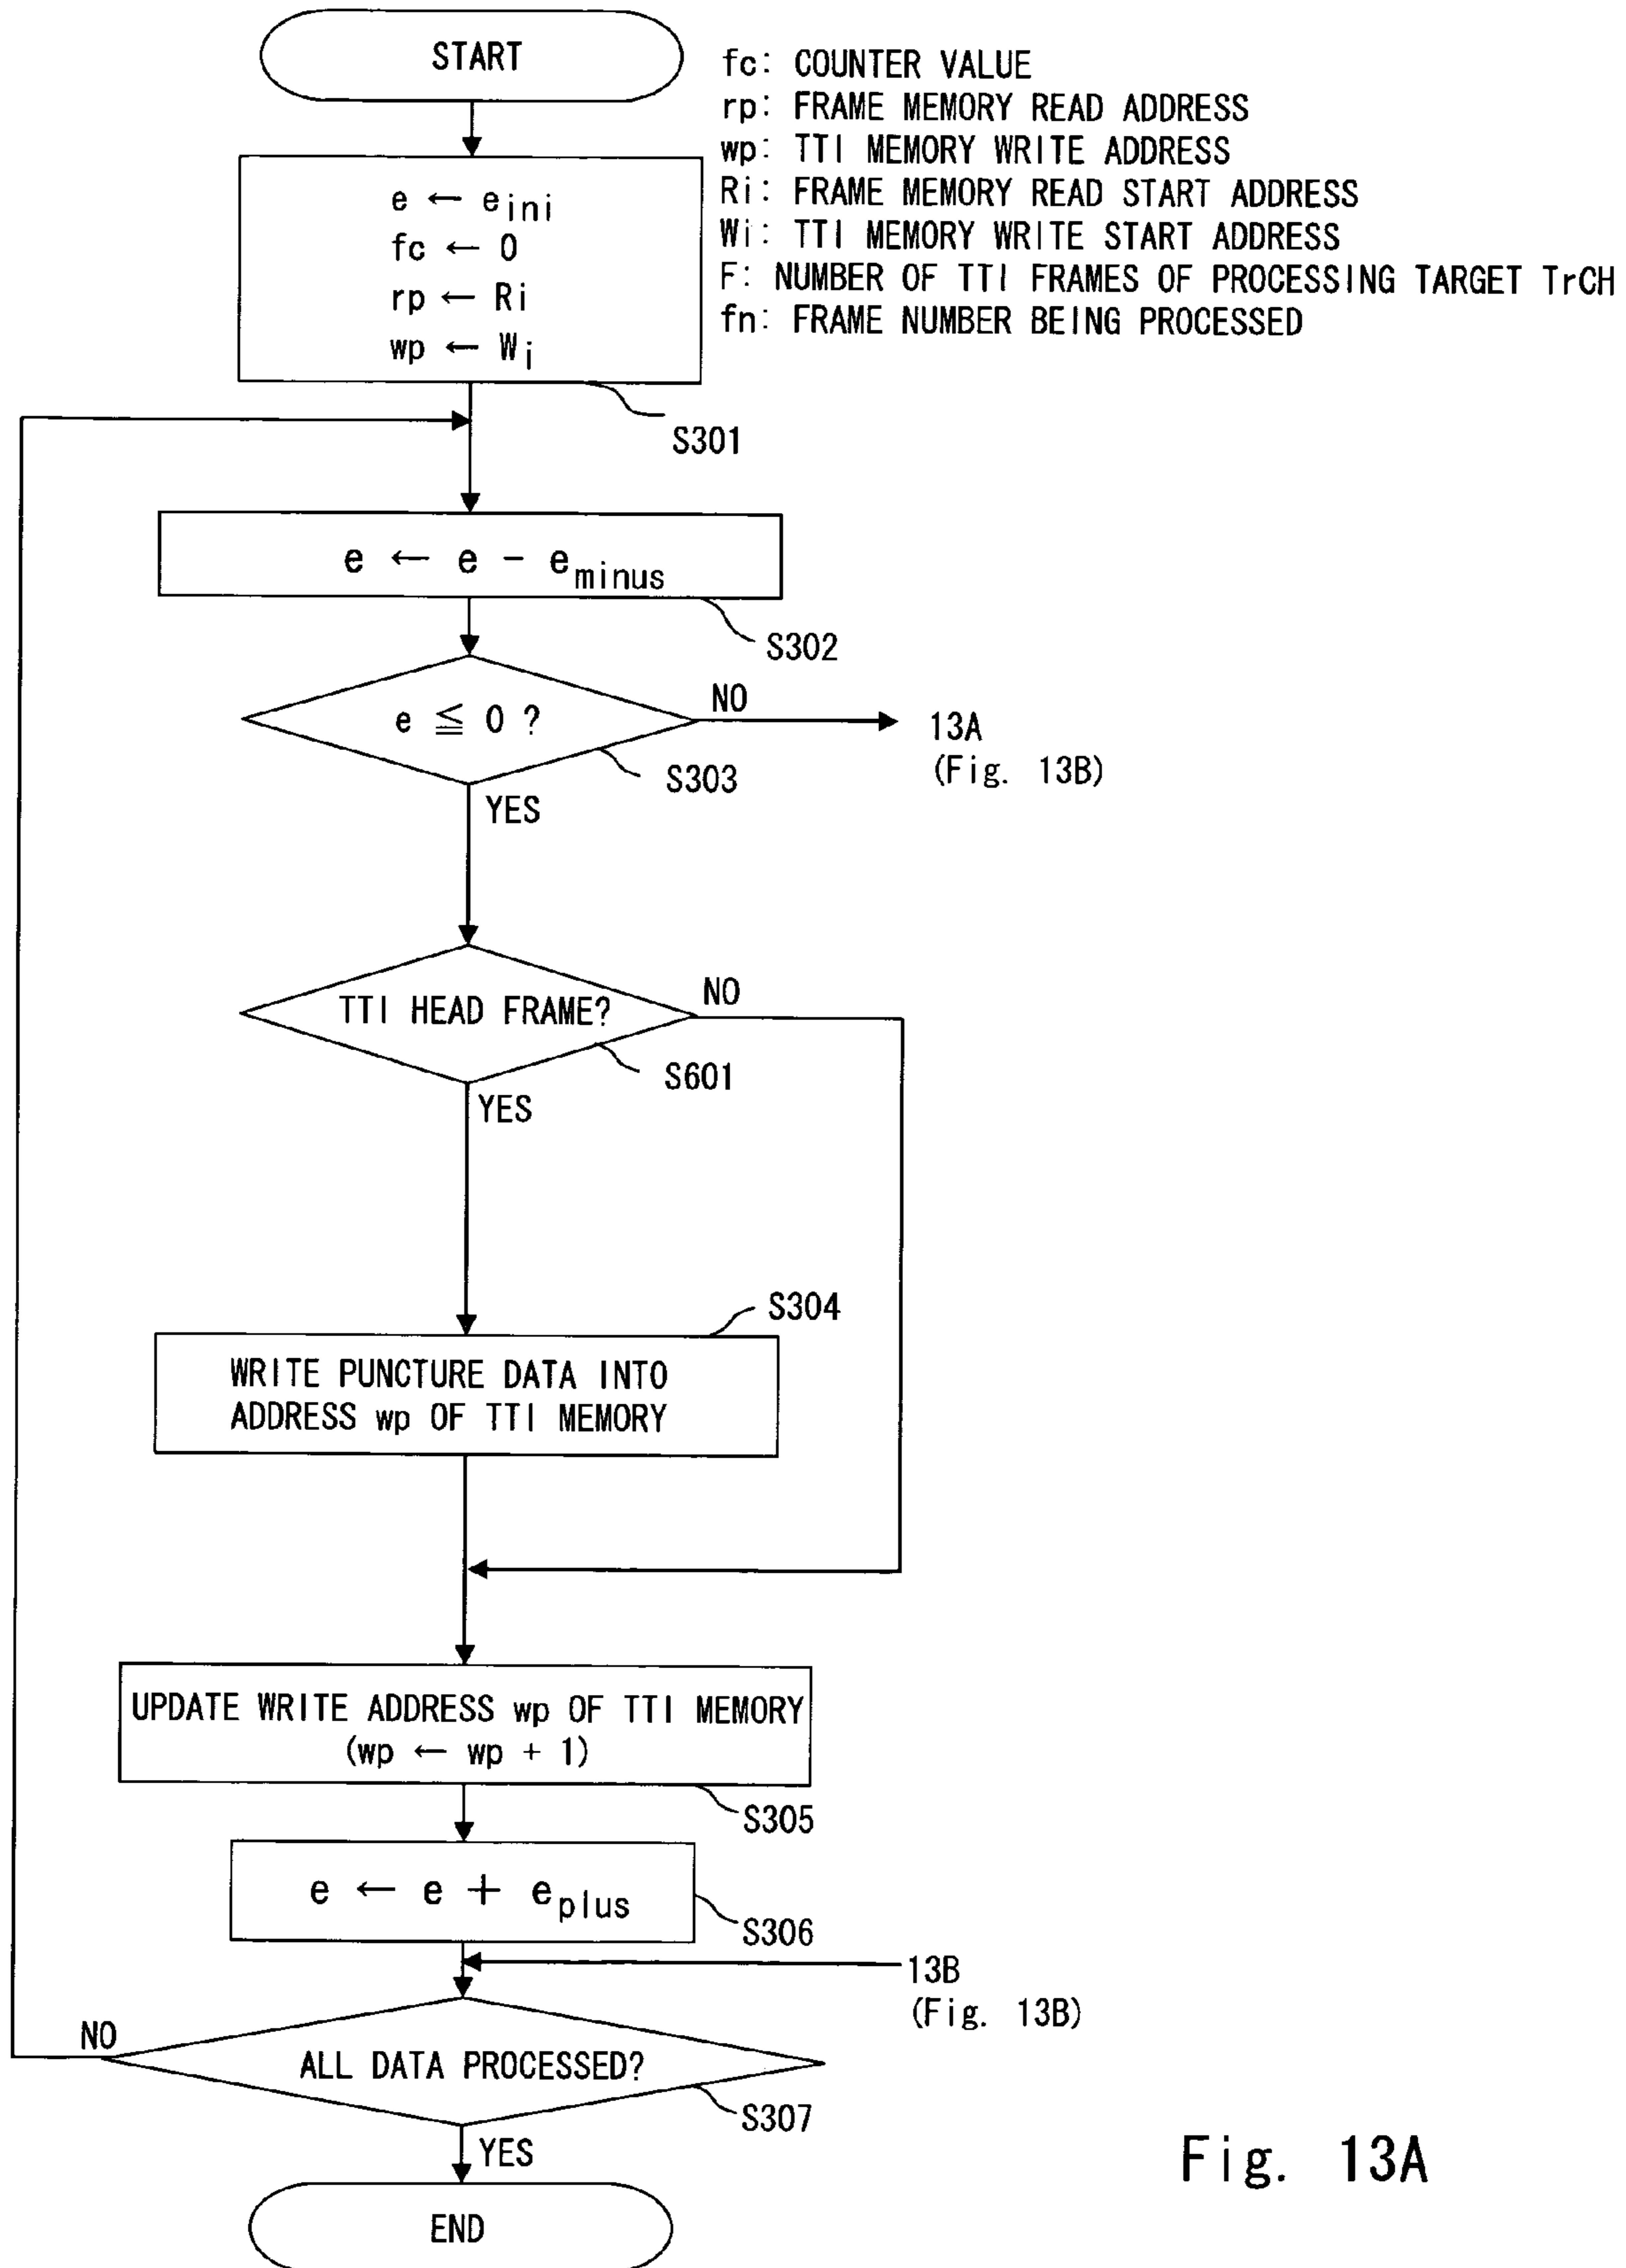 START
fc: COUNTER VALUE
rp: FRAME MEMORY READ ADDRESS
wp: TTI MEMORY WRITE ADDRESS
Ri: FRAME MEMORY READ START ADDRESS
Wi: TTI MEMORY WRITE START ADDRESS
F: NUMBER OF TTI FRAMES OF PROCESSING TARGET TrCH
fn: FRAME NUMBER BEING PROCESSED
e ← eini
fc ← 0
rp ← Ri
wp ← Wi
S301
e ← e - eminus
S302
e ≦ 0 ?
NO
13A
(Fig. 13B)
S303
YES
TTI HEAD FRAME?
NO
S601
YES
S304
WRITE PUNCTURE DATA INTO
ADDRESS wp OF TTI MEMORY
UPDATE WRITE ADDRESS wp OF TTI MEMORY
(wp ← wp + 1)
S305
e ← e + eplus
S306
13B
(Fig. 13B)
NO
ALL DATA PROCESSED?
S307
YES
END
Fig. 13A